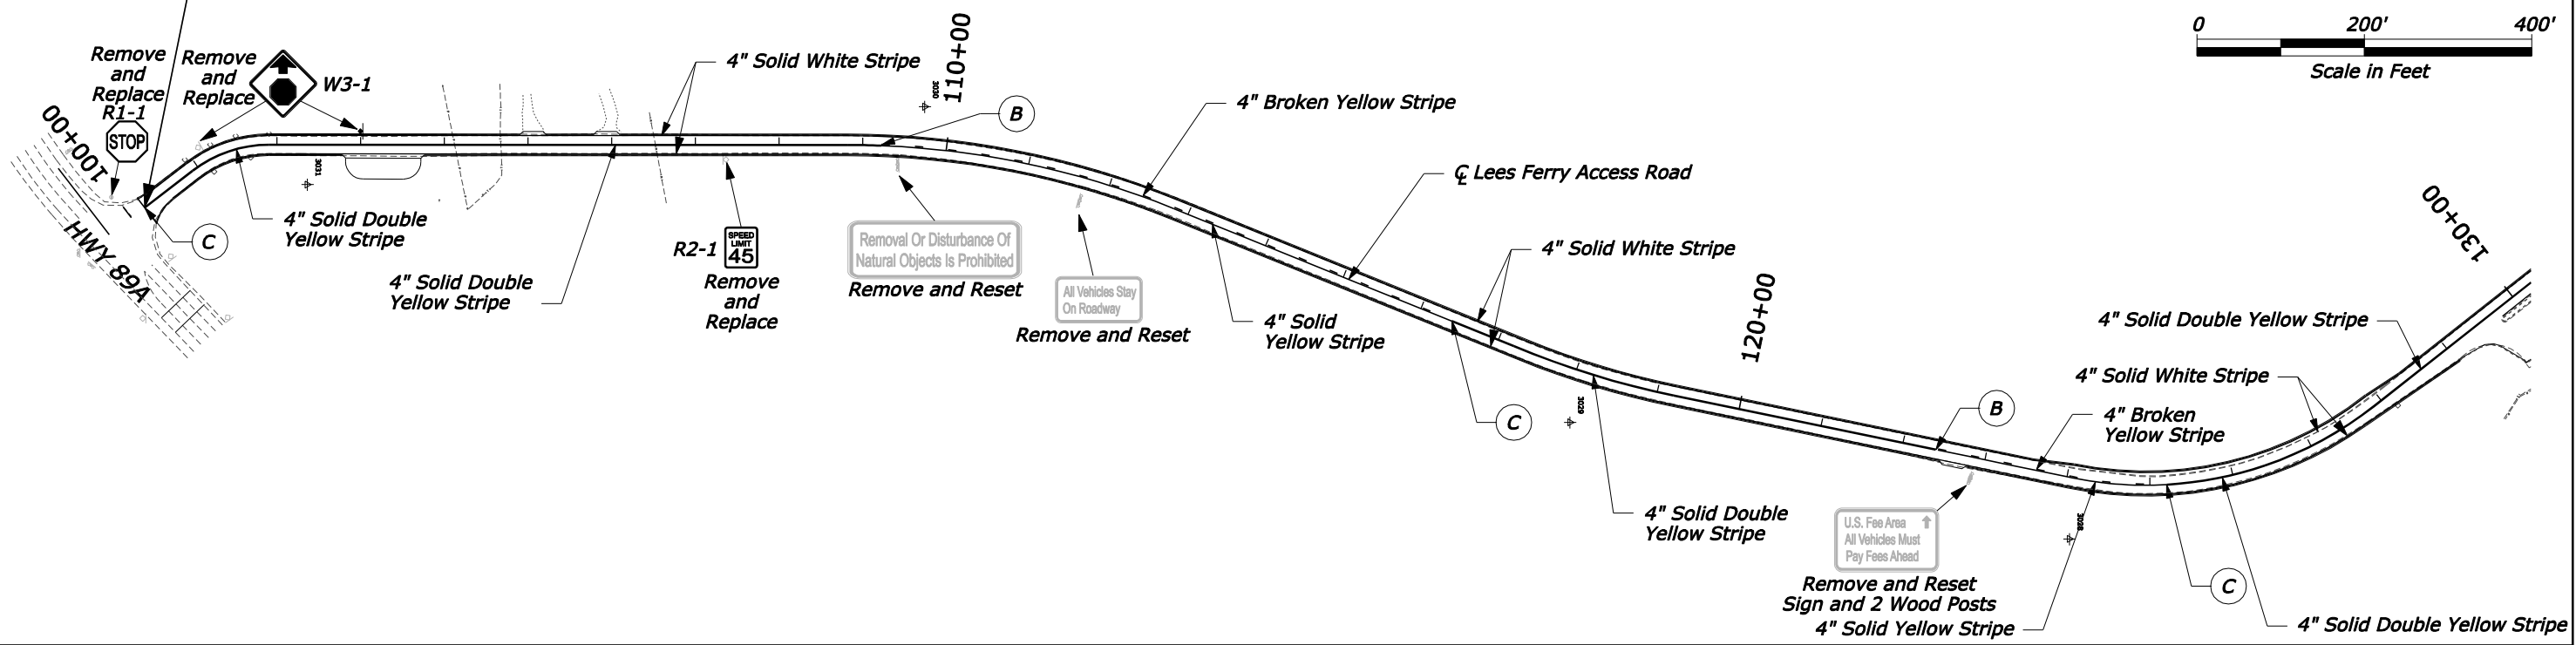 Remove
and
Replace
R1-1
STOP
Remove
and
Replace
W3-1
100+00
HWY 89A
C
4" Solid Double
Yellow Stripe
3031
4" Solid Double
Yellow Stripe
4" Solid White Stripe
R2-1
SPEED
LIMIT
45
Remove
and
Replace
3030
110+00
B
Removal Or Disturbance Of
Natural Objects Is Prohibited
Remove and Reset
All Vehicles Stay
On Roadway
Remove and Reset
4" Broken Yellow Stripe
4" Solid
Yellow Stripe
℄ Lees Ferry Access Road
4" Solid White Stripe
C
3029
4" Solid Double
Yellow Stripe
120+00
B
U.S. Fee Area
All Vehicles Must
Pay Fees Ahead
Remove and Reset
Sign and 2 Wood Posts
4" Solid Yellow Stripe
3028
4" Solid Double Yellow Stripe
4" Solid White Stripe
4" Broken
Yellow Stripe
C
4" Solid Double Yellow Stripe
130+00
0 200' 400'
Scale in Feet